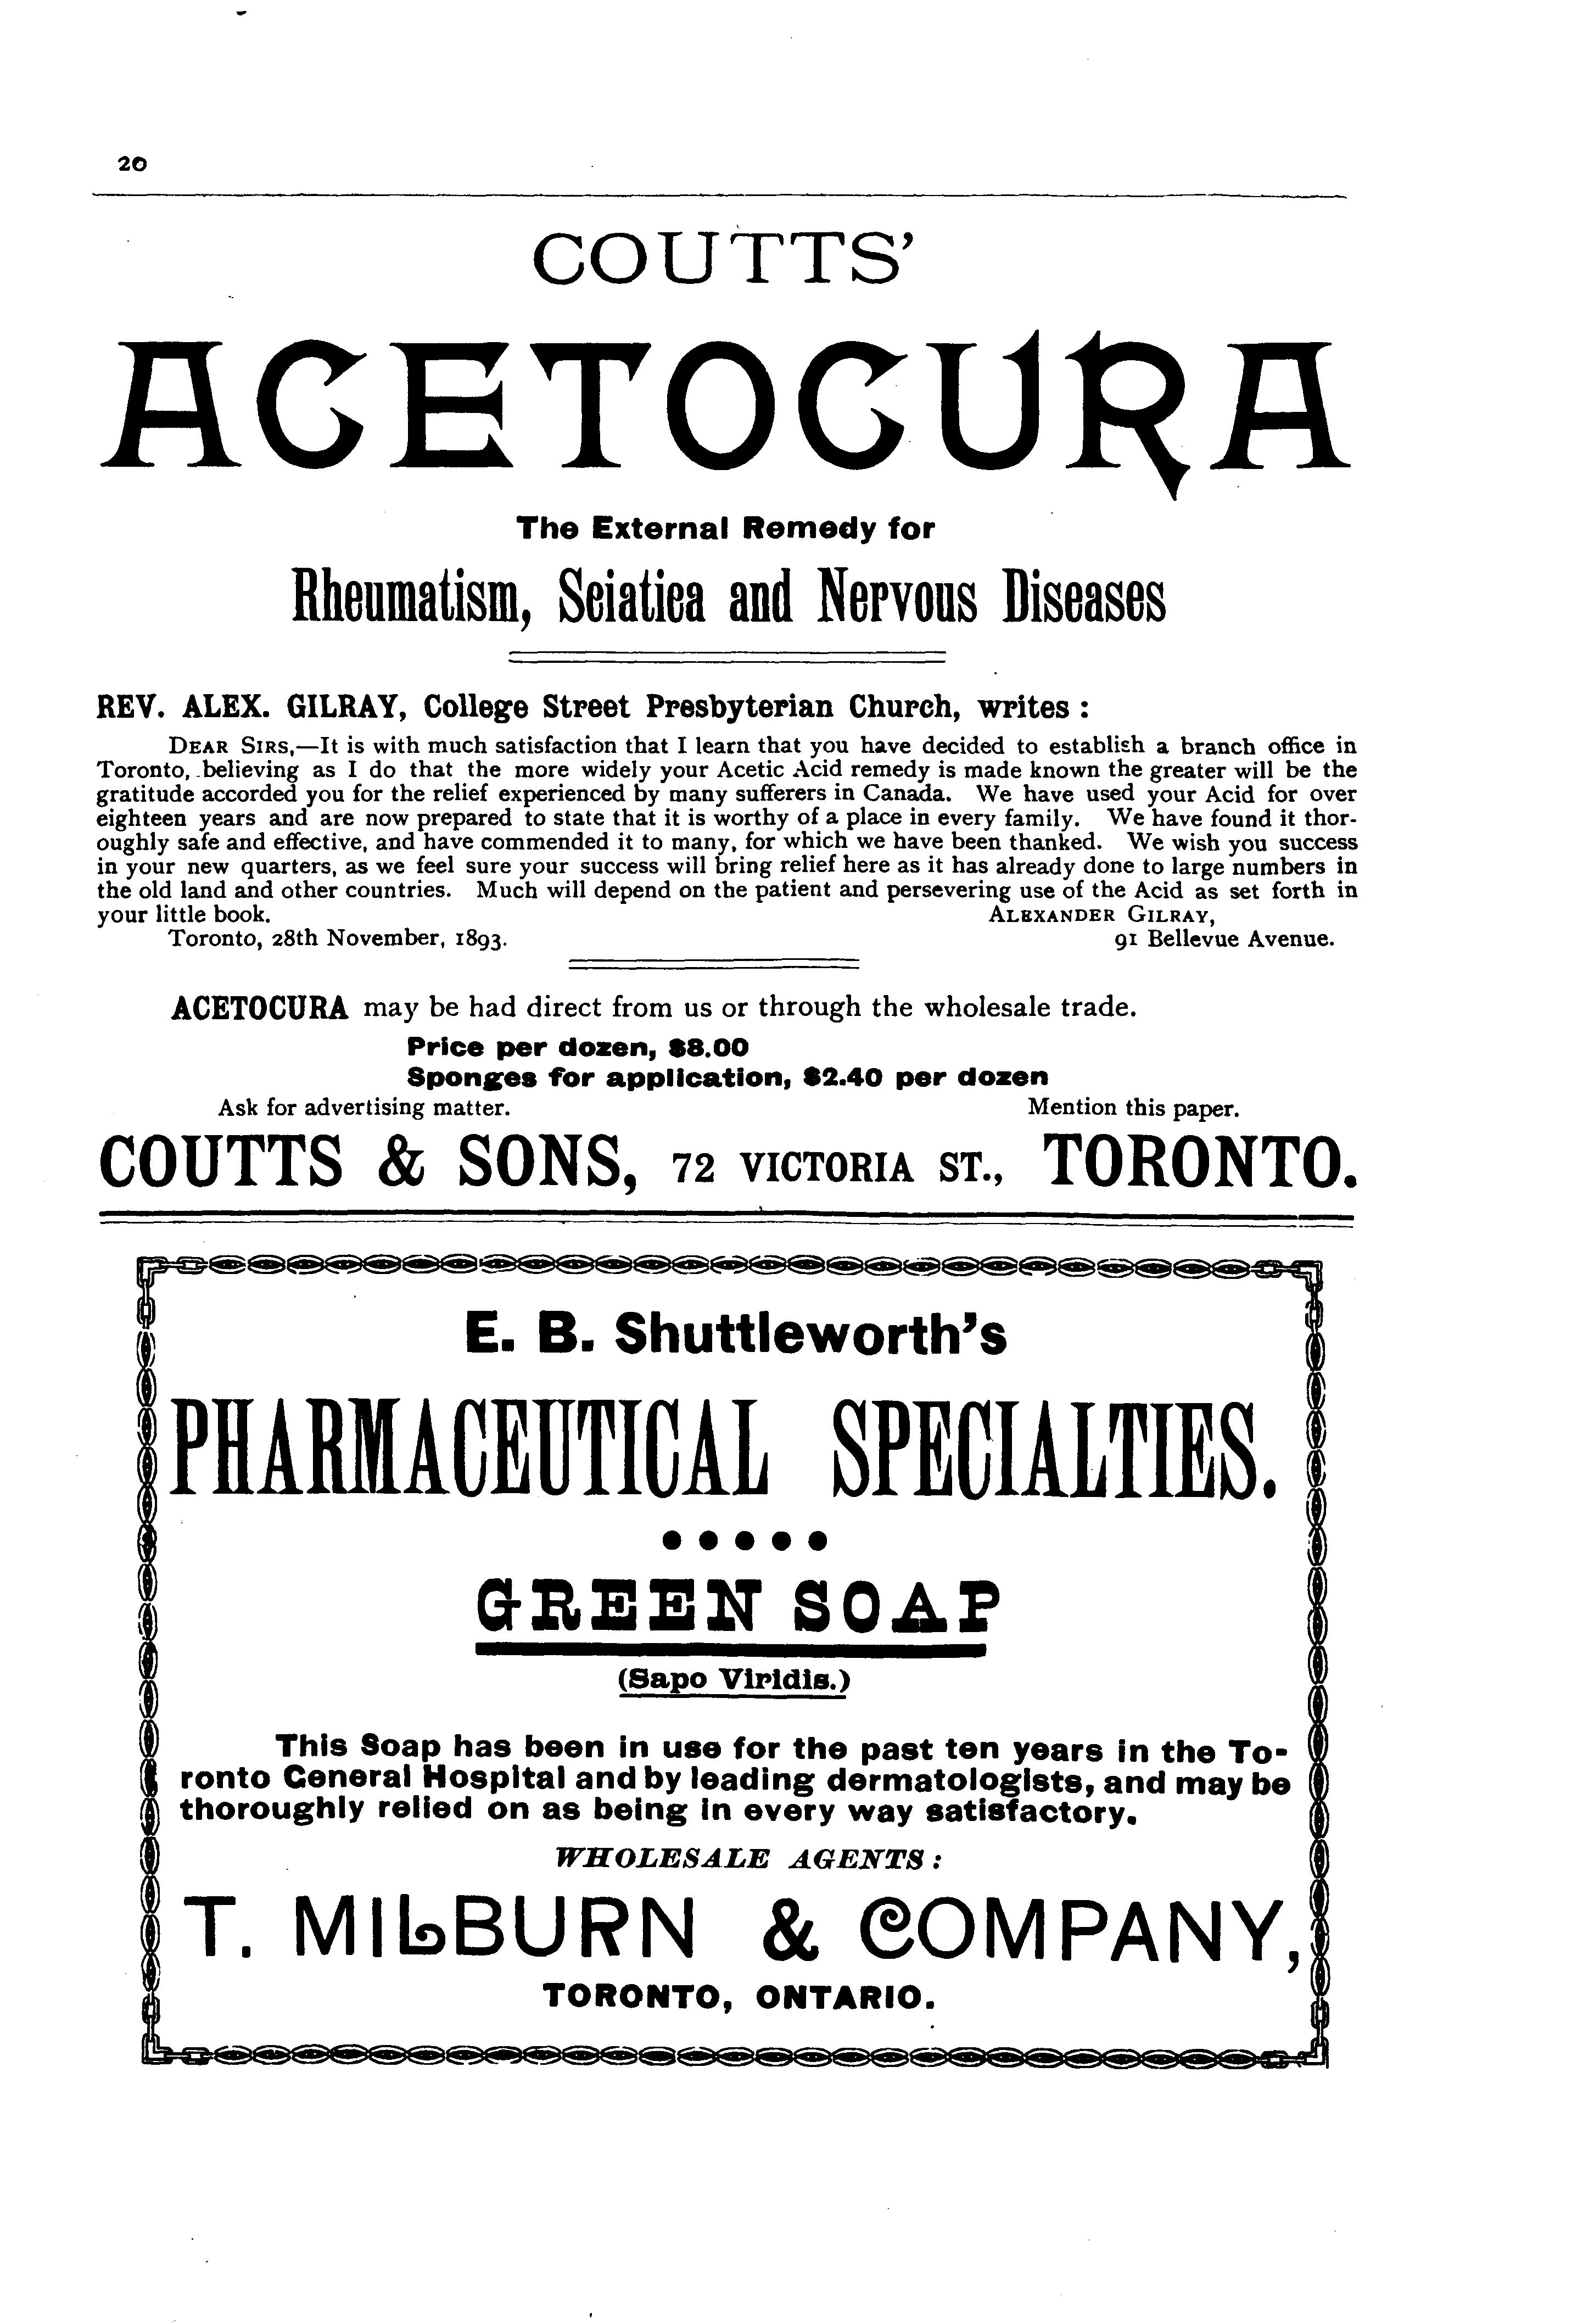 20
COUTTS'
ACETOCURA
The External Remedy for
Rheumatism, Sciatica and Nervous Diseases
REV. ALEX. GILRAY, College Street Presbyterian Church, writes :
DEAR SIRS,—It is with much satisfaction that I learn that you have decided to establish a branch office in
Toronto, believing as I do that the more widely your Acetic Acid remedy is made known the greater will be the
gratitude accorded you for the relief experienced by many sufferers in Canada. We have used your Acid for over
eighteen years and are now prepared to state that it is worthy of a place in every family. We have found it thor-
oughly safe and effective, and have commended it to many, for which we have been thanked. We wish you success
in your new quarters, as we feel sure your success will bring relief here as it has already done to large numbers in
the old land and other countries. Much will depend on the patient and persevering use of the Acid as set forth in
your little book. ALEXANDER GILRAY,
Toronto, 28th November, 1893. 91 Bellevue Avenue.
ACETOCURA may be had direct from us or through the wholesale trade.
Price per dozen, $8.00
Sponges for application, $2.40 per dozen
Ask for advertising matter. Mention this paper.
COUTTS & SONS, 72 VICTORIA ST., TORONTO.
E. B. Shuttleworth's
PHARMACEUTICAL SPECIALTIES.
GREEN SOAP
(Sapo Viridis.)
This Soap has been in use for the past ten years in the To-
ronto General Hospital and by leading dermatologists, and may be
thoroughly relied on as being in every way satisfactory.
WHOLESALE AGENTS :
T. MILBURN & COMPANY,
TORONTO, ONTARIO.